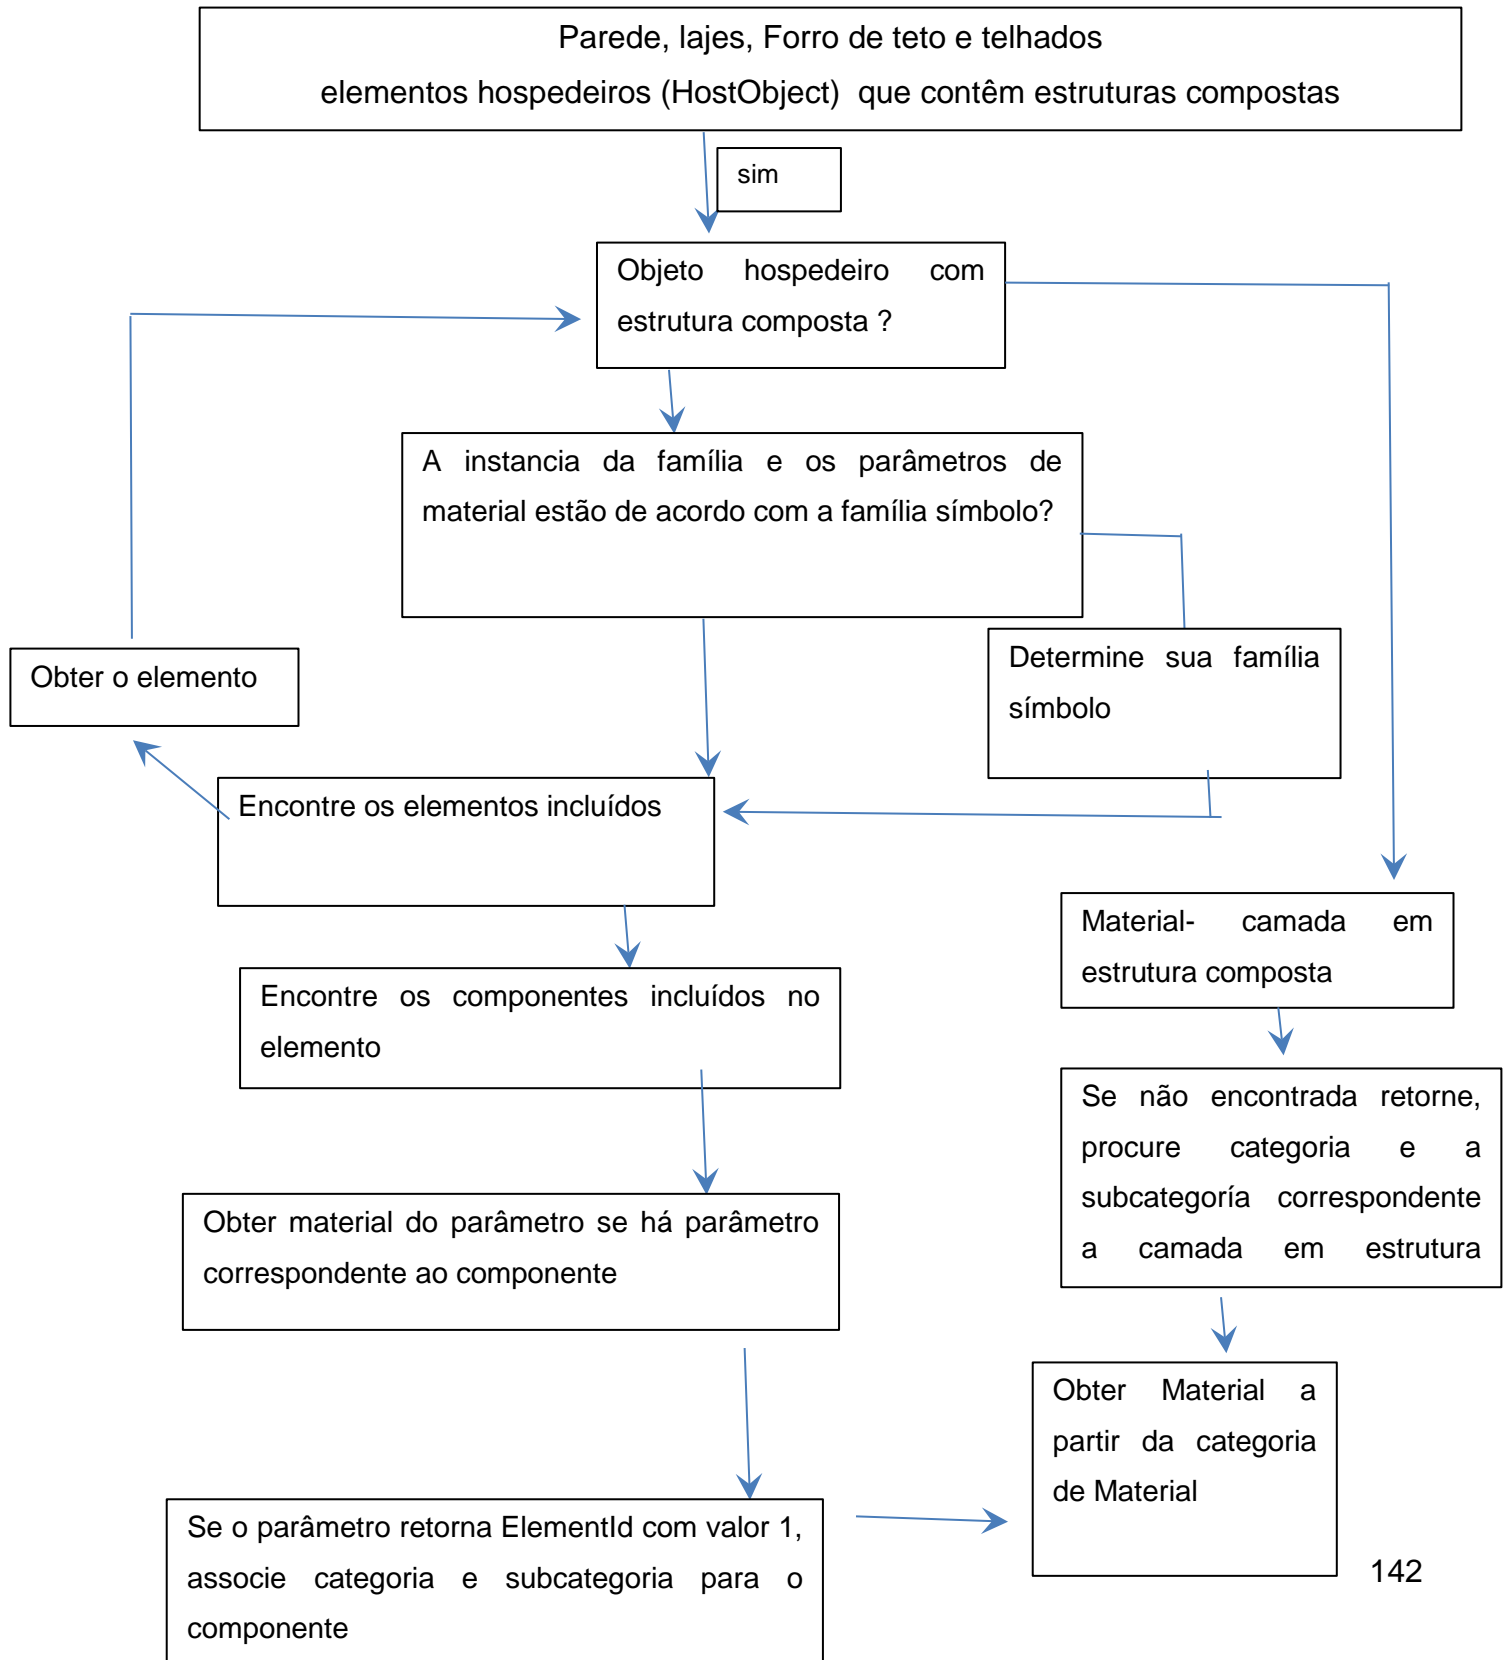 Parede, lajes, Forro de teto e telhados
elementos hospedeiros (HostObject) que contêm estruturas compostas
sim
Objeto hospedeiro com
estrutura composta ?
A instancia da família e os parâmetros de
material estão de acordo com a família símbolo?
Determine sua família
símbolo
Obter o elemento
Encontre os elementos incluídos
Material- camada em
estrutura composta
Encontre os componentes incluídos no
elemento
Se não encontrada retorne,
procure categoria e a
subcategoría correspondente
a camada em estrutura
Obter material do parâmetro se há parâmetro
correspondente ao componente
Obter Material a
partir da categoria
de Material
Se o parâmetro retorna ElementId com valor 1,
associe categoria e subcategoria para o
componente
142